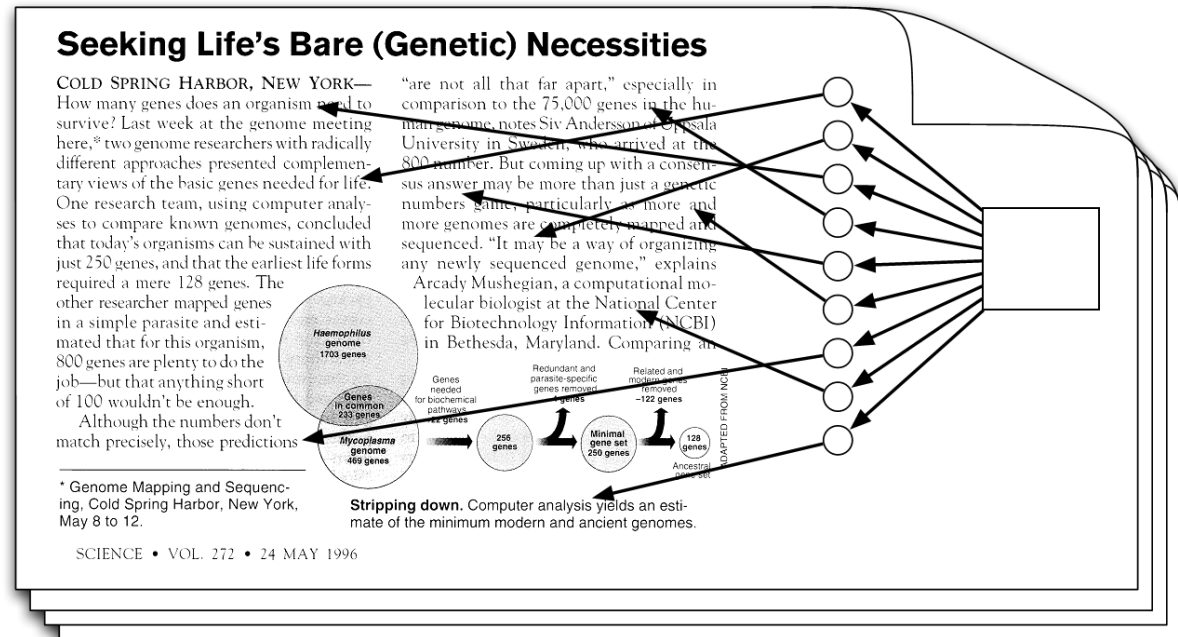 Seeking Life's Bare (Genetic) Necessities
COLD SPRING HARBOR, NEW YORK—
How many genes does an organism need to
survive? Last week at the genome meeting
here,* two genome researchers with radically
different approaches presented complemen-
tary views of the basic genes needed for life.
One research team, using computer analy-
ses to compare known genomes, concluded
that today's organisms can be sustained with
just 250 genes, and that the earliest life forms
required a mere 128 genes. The
other researcher mapped genes
in a simple parasite and esti-
mated that for this organism,
800 genes are plenty to do the
job—but that anything short
of 100 wouldn't be enough.
Although the numbers don't
match precisely, those predictions
* Genome Mapping and Sequenc-
ing, Cold Spring Harbor, New York,
May 8 to 12.
SCIENCE • VOL. 272 • 24 MAY 1996
"are not all that far apart," especially in
comparison to the 75,000 genes in the hu-
man genome, notes Siv Andersson of Uppsala
University in Sweden, who arrived at the
800 number. But coming up with a consen-
sus answer may be more than just a genetic
numbers game, particularly as more and
more genomes are completely mapped and
sequenced. "It may be a way of organizing
any newly sequenced genome," explains
Arcady Mushegian, a computational mo-
lecular biologist at the National Center
for Biotechnology Information (NCBI)
in Bethesda, Maryland. Comparing an
Haemophilus
genome
1703 genes
Genes
in common
233 genes
Mycoplasma
genome
469 genes
Genes
needed
for biochemical
pathways
22 genes
256
genes
Redundant and
parasite-specific
genes removed
genes
Minimal
gene set
250 genes
Related and
modern genes
removed
–122 genes
128
genes
Ancestral
gene set
ADAPTED FROM NCBI
Stripping down. Computer analysis yields an esti-
mate of the minimum modern and ancient genomes.